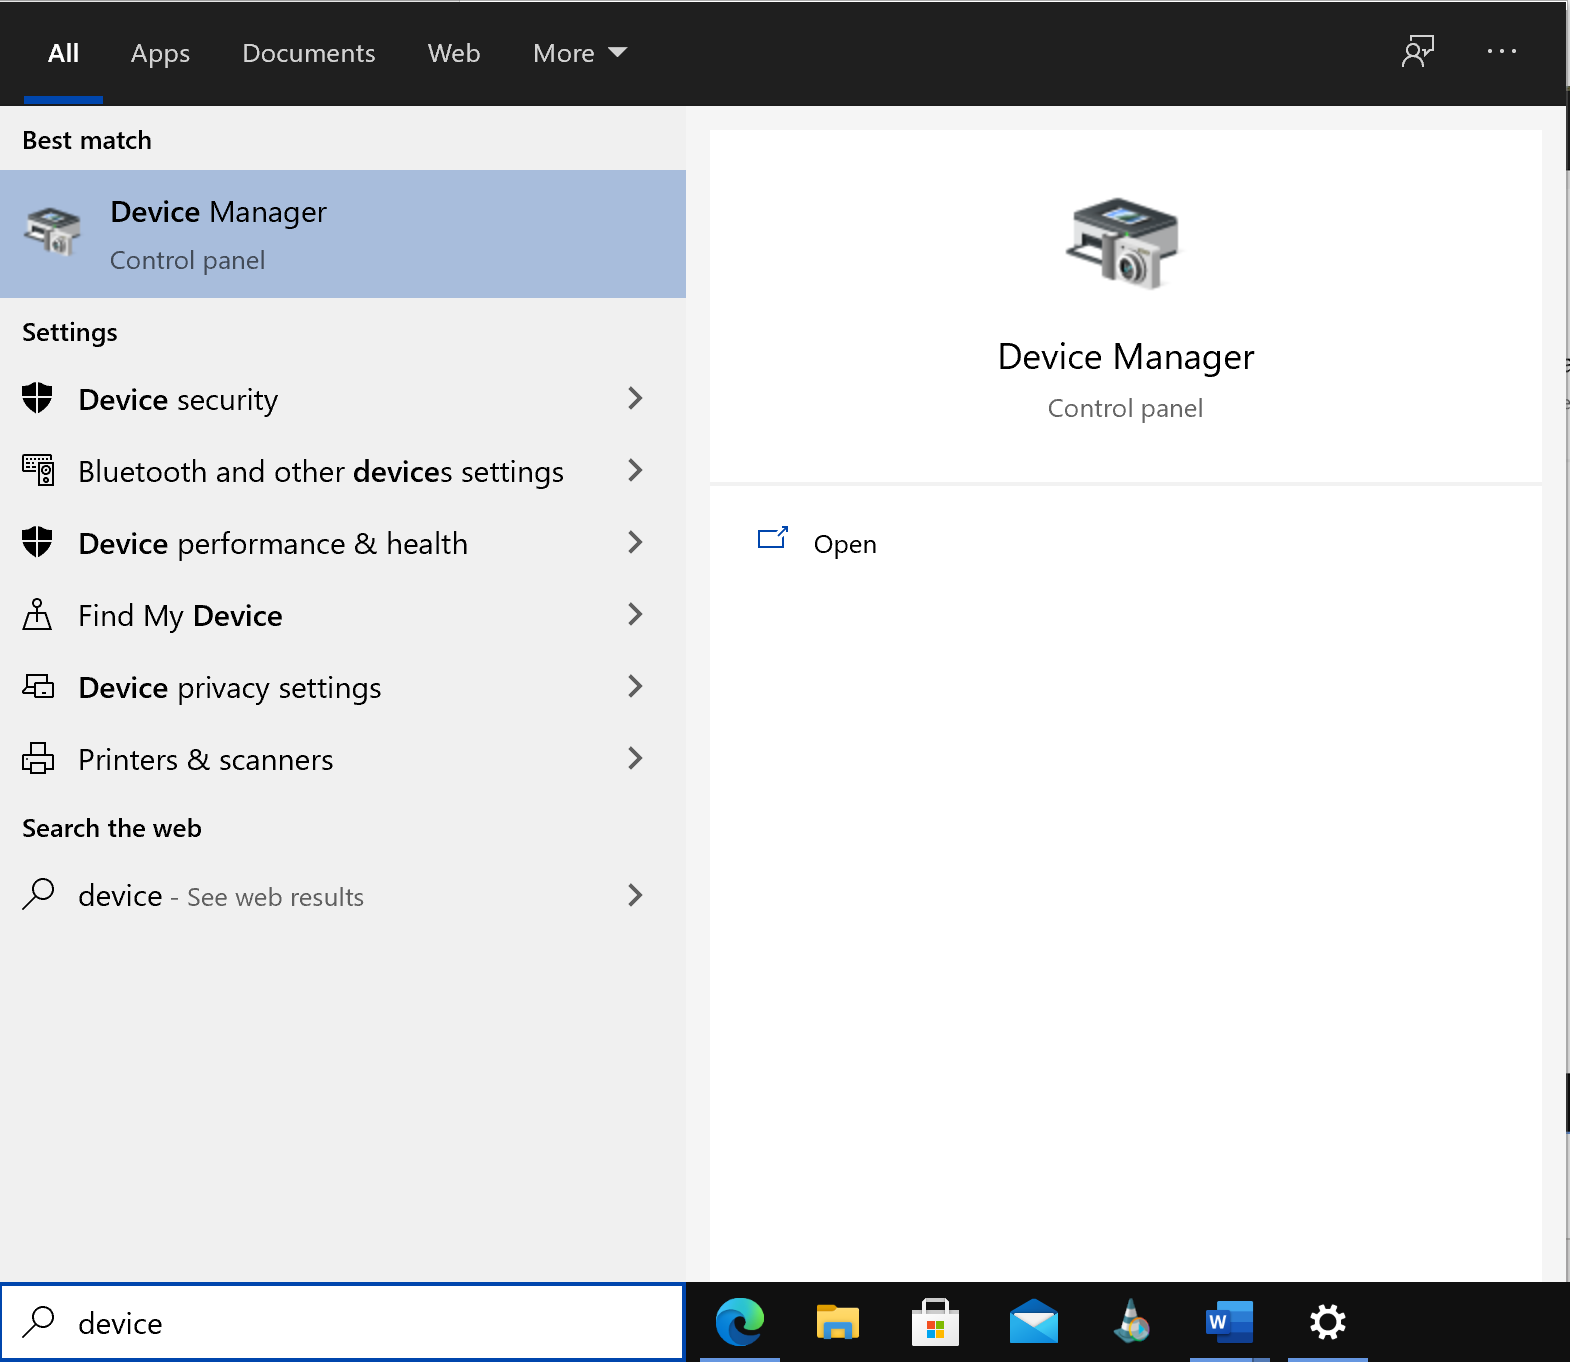 All Apps Documents Web More
Best match
Device Manager
Control panel
Settings
Device security
Bluetooth and other devices settings
Device performance & health
Find My Device
Device privacy settings
Printers & scanners
Search the web
device - See web results
Device Manager
Control panel
Open
device
W